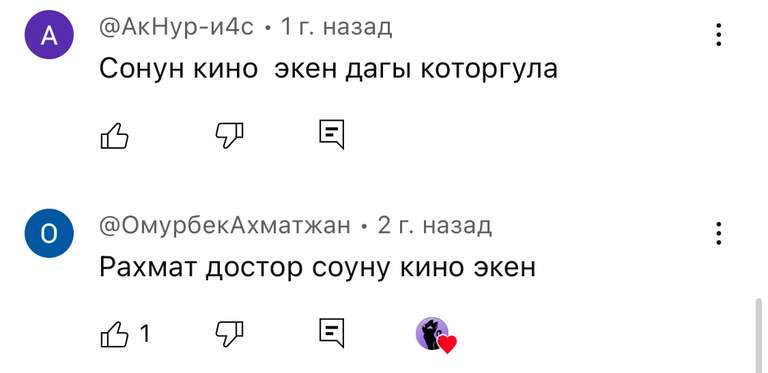 A
@АкНур-и4с • 1 г. назад
Сонун кино  экен дагы которгула
O
@ОмурбекАхматжан • 2 г. назад
Рахмат достор соуну кино экен
1